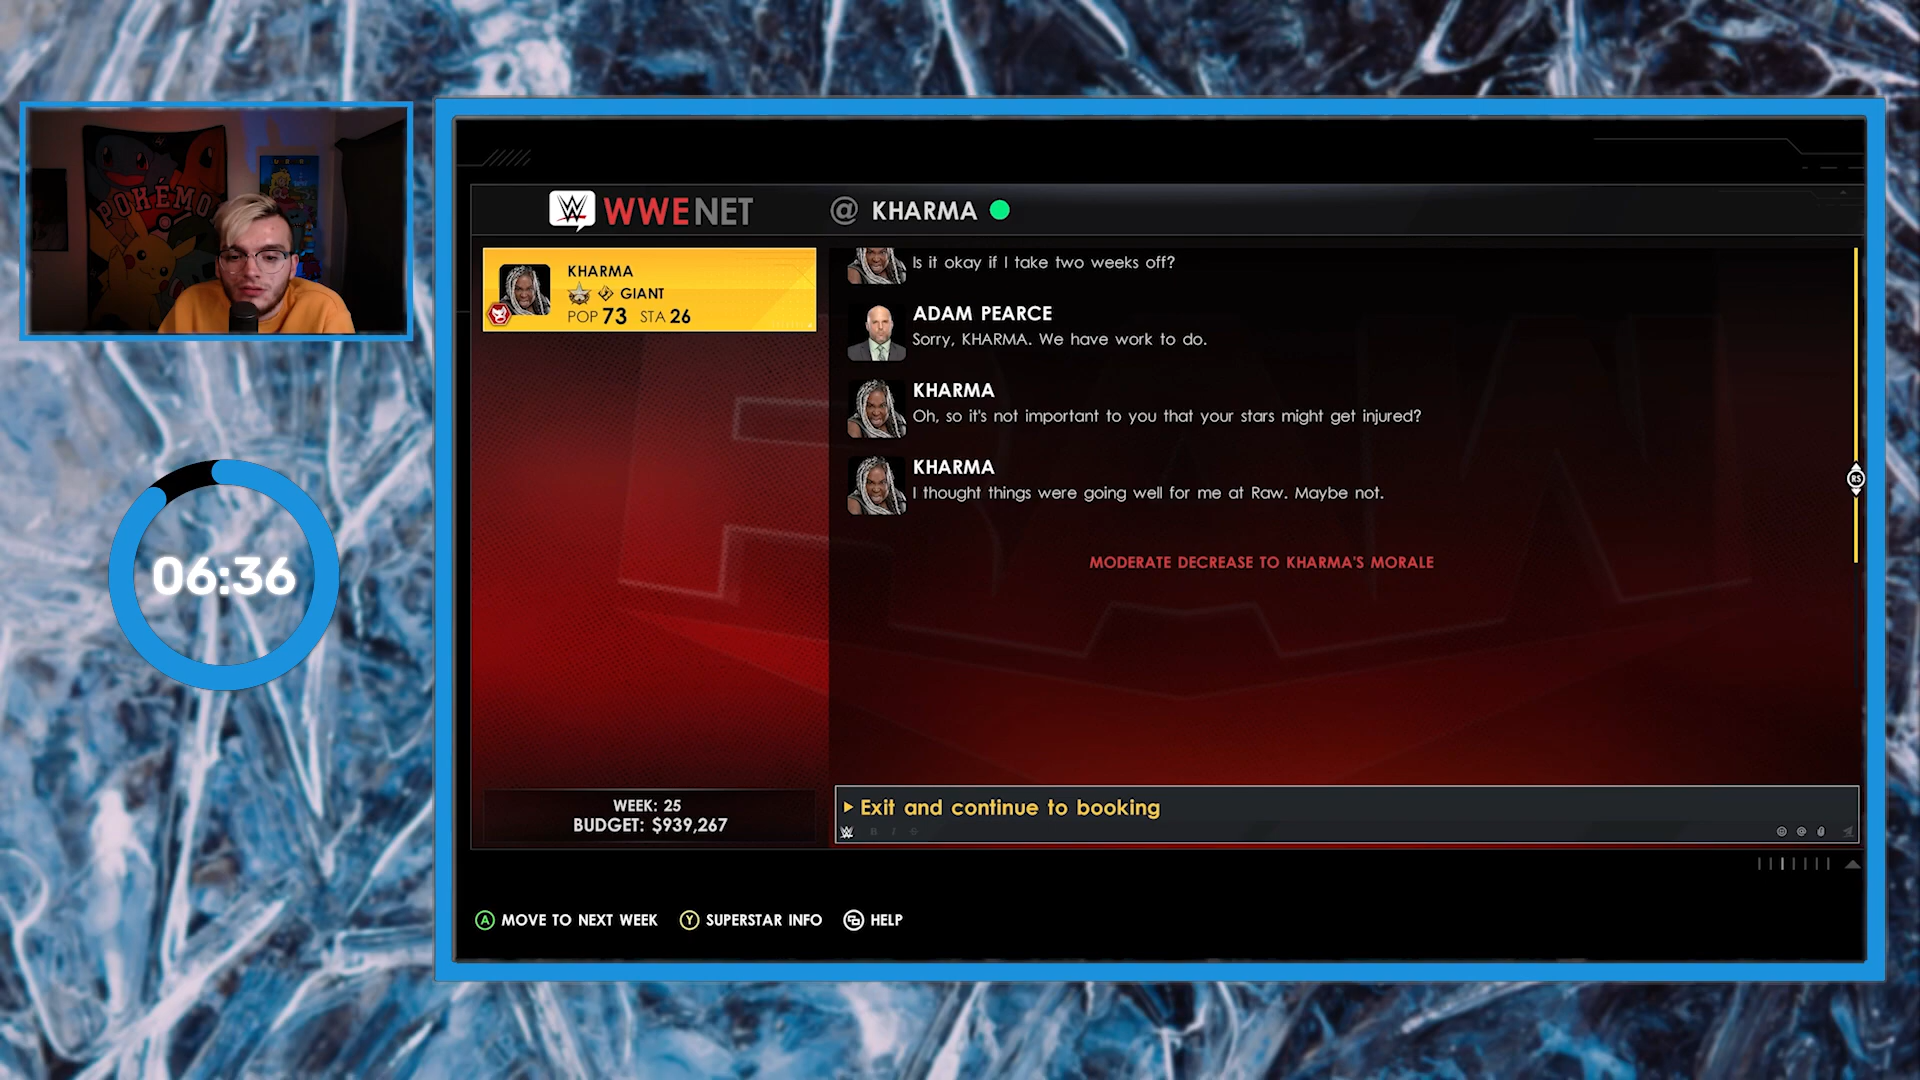 POKÉMO
06:36
W WWENET
@ KHARMA
KHARMA
GIANT
POP 73 STA 26
Is it okay if I take two weeks off?
ADAM PEARCE
Sorry, KHARMA. We have work to do.
KHARMA
Oh, so it's not important to you that your stars might get injured?
KHARMA
I thought things were going well for me at Raw. Maybe not.
MODERATE DECREASE TO KHARMA'S MORALE
RS
WEEK: 25
BUDGET: $939,267
Exit and continue to booking
W B I S
A MOVE TO NEXT WEEK Y SUPERSTAR INFO HELP